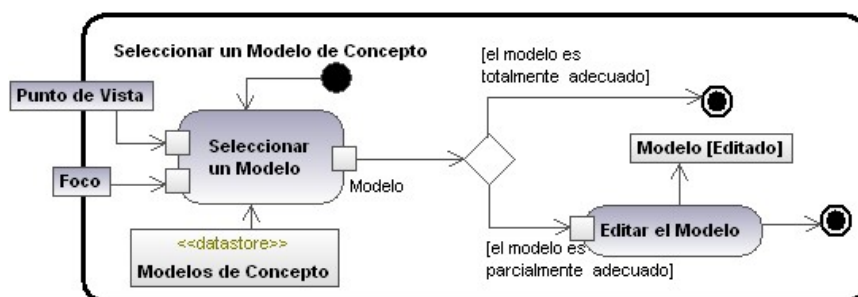 Seleccionar un Modelo de Concepto
[el modelo es
totalmente adecuado]
Punto de Vista
Seleccionar
un Modelo
Modelo [Editado]
Foco
Modelo
Editar el Modelo
<<datastore>>
Modelos de Concepto
[el modelo es
parcialmente adecuado]